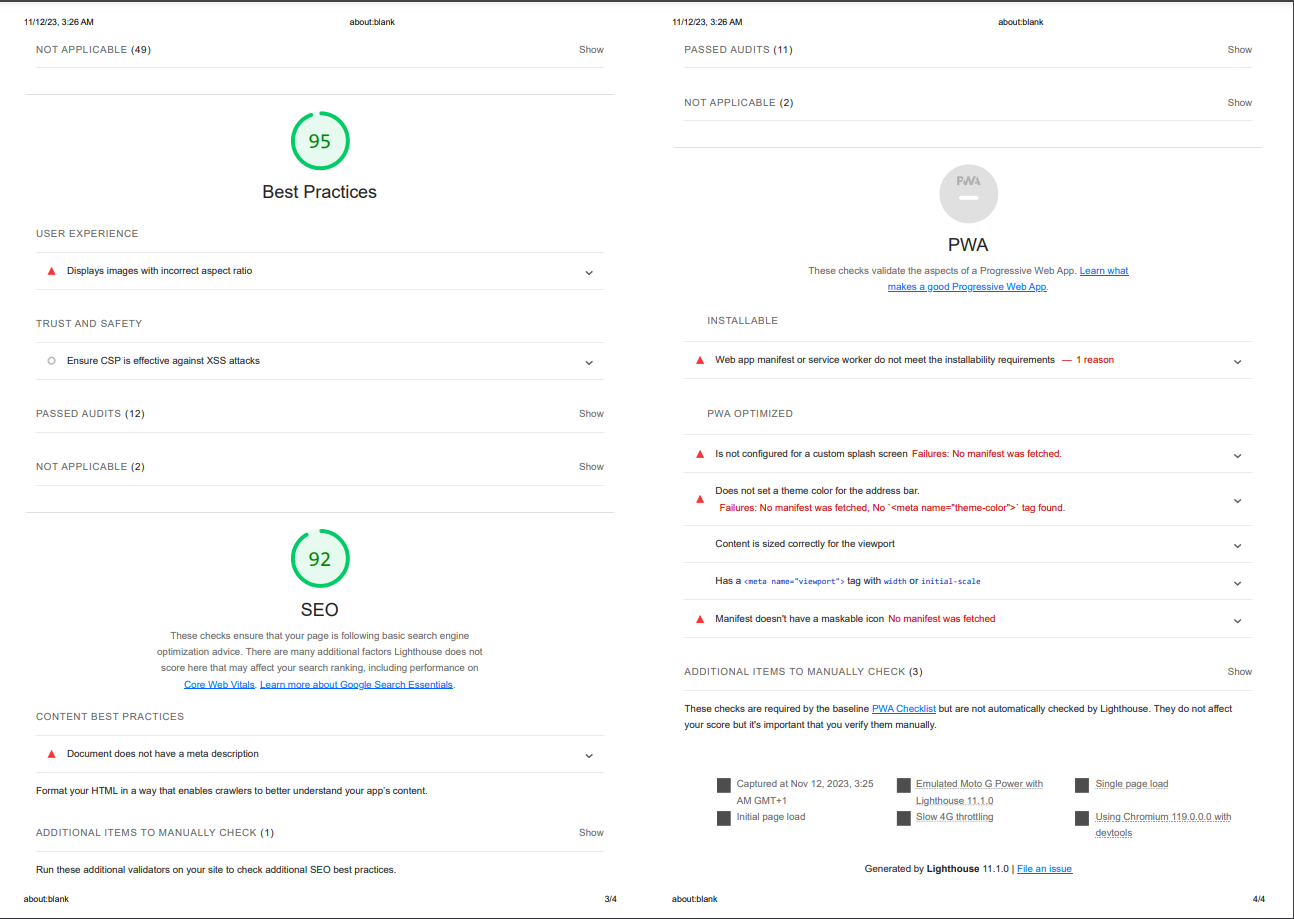 11/12/23, 3:26 AM about:blank
NOT APPLICABLE (49) Show
95
Best Practices
USER EXPERIENCE
Displays images with incorrect aspect ratio
TRUST AND SAFETY
Ensure CSP is effective against XSS attacks
PASSED AUDITS (12) Show
NOT APPLICABLE (2) Show
92
SEO
These checks ensure that your page is following basic search engine
optimization advice. There are many additional factors Lighthouse does not
score here that may affect your search ranking, including performance on
Core Web Vitals. Learn more about Google Search Essentials.
CONTENT BEST PRACTICES
Document does not have a meta description
Format your HTML in a way that enables crawlers to better understand your app's content.
ADDITIONAL ITEMS TO MANUALLY CHECK (1) Show
Run these additional validators on your site to check additional SEO best practices.
about:blank 3/4
11/12/23, 3:26 AM about:blank
PASSED AUDITS (11) Show
NOT APPLICABLE (2) Show
PWA
PWA
These checks validate the aspects of a Progressive Web App. Learn what
makes a good Progressive Web App.
INSTALLABLE
Web app manifest or service worker do not meet the installability requirements — 1 reason
PWA OPTIMIZED
Is not configured for a custom splash screen Failures: No manifest was fetched.
Does not set a theme color for the address bar.
Failures: No manifest was fetched, No `<meta name="theme-color">` tag found.
Content is sized correctly for the viewport
Has a <meta name="viewport"> tag with width or initial-scale
Manifest doesn't have a maskable icon No manifest was fetched
ADDITIONAL ITEMS TO MANUALLY CHECK (3) Show
These checks are required by the baseline PWA Checklist but are not automatically checked by Lighthouse. They do not affect
your score but it's important that you verify them manually.
Captured at Nov 12, 2023, 3:25
AM GMT+1
Emulated Moto G Power with
Lighthouse 11.1.0
Single page load
Initial page load
Slow 4G throttling
Using Chromium 119.0.0.0 with
devtools
Generated by Lighthouse 11.1.0 | File an issue
about:blank 4/4